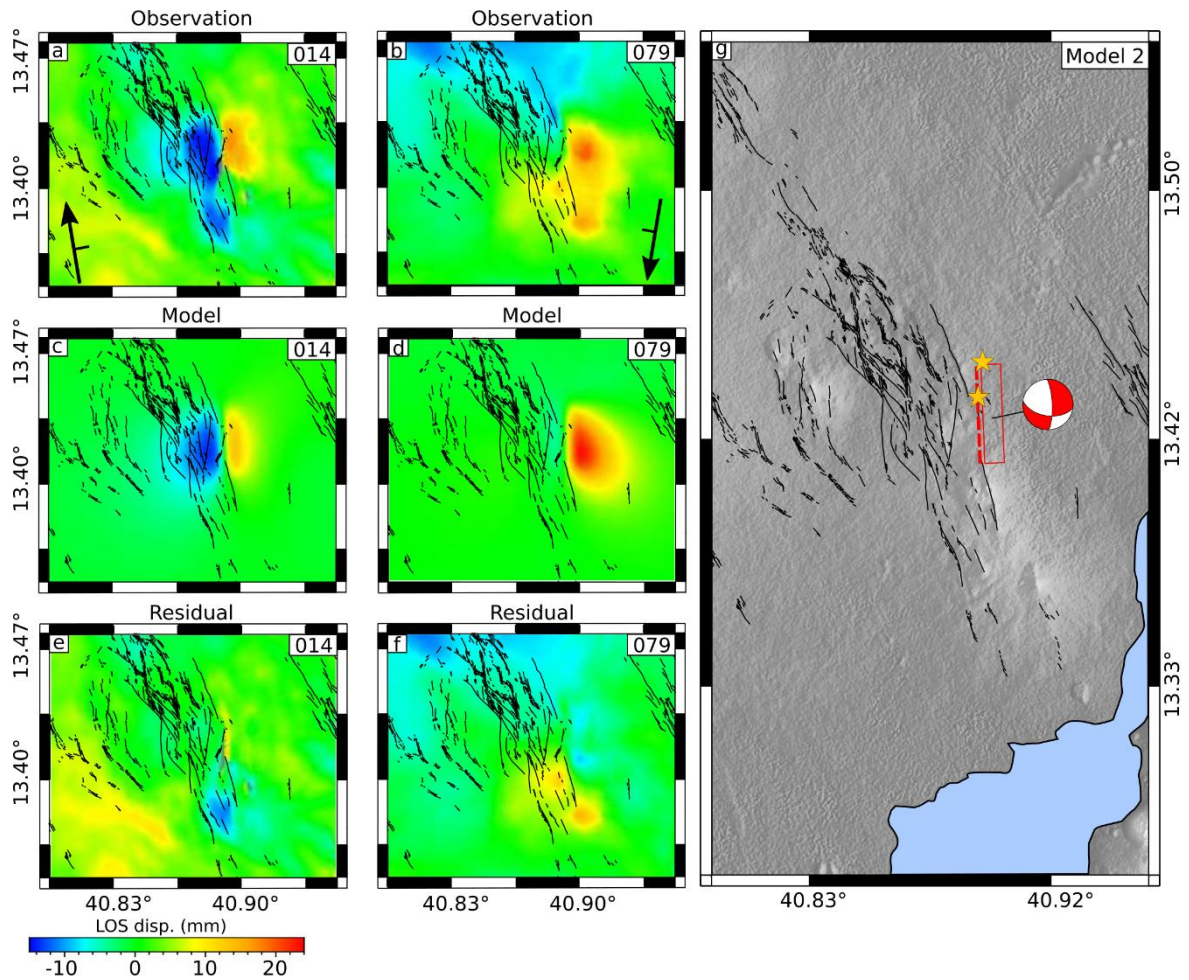 Observation
Observation
a
014
b
079
g
Model 2
13.47°
13.40°
Model
Model
c
014
d
079
13.47°
13.40°
Residual
Residual
e
014
f
079
13.47°
13.40°
13.50°
13.42°
13.33°
40.83°
40.90°
40.83°
40.90°
40.83°
40.92°
LOS disp. (mm)
-10
0
10
20